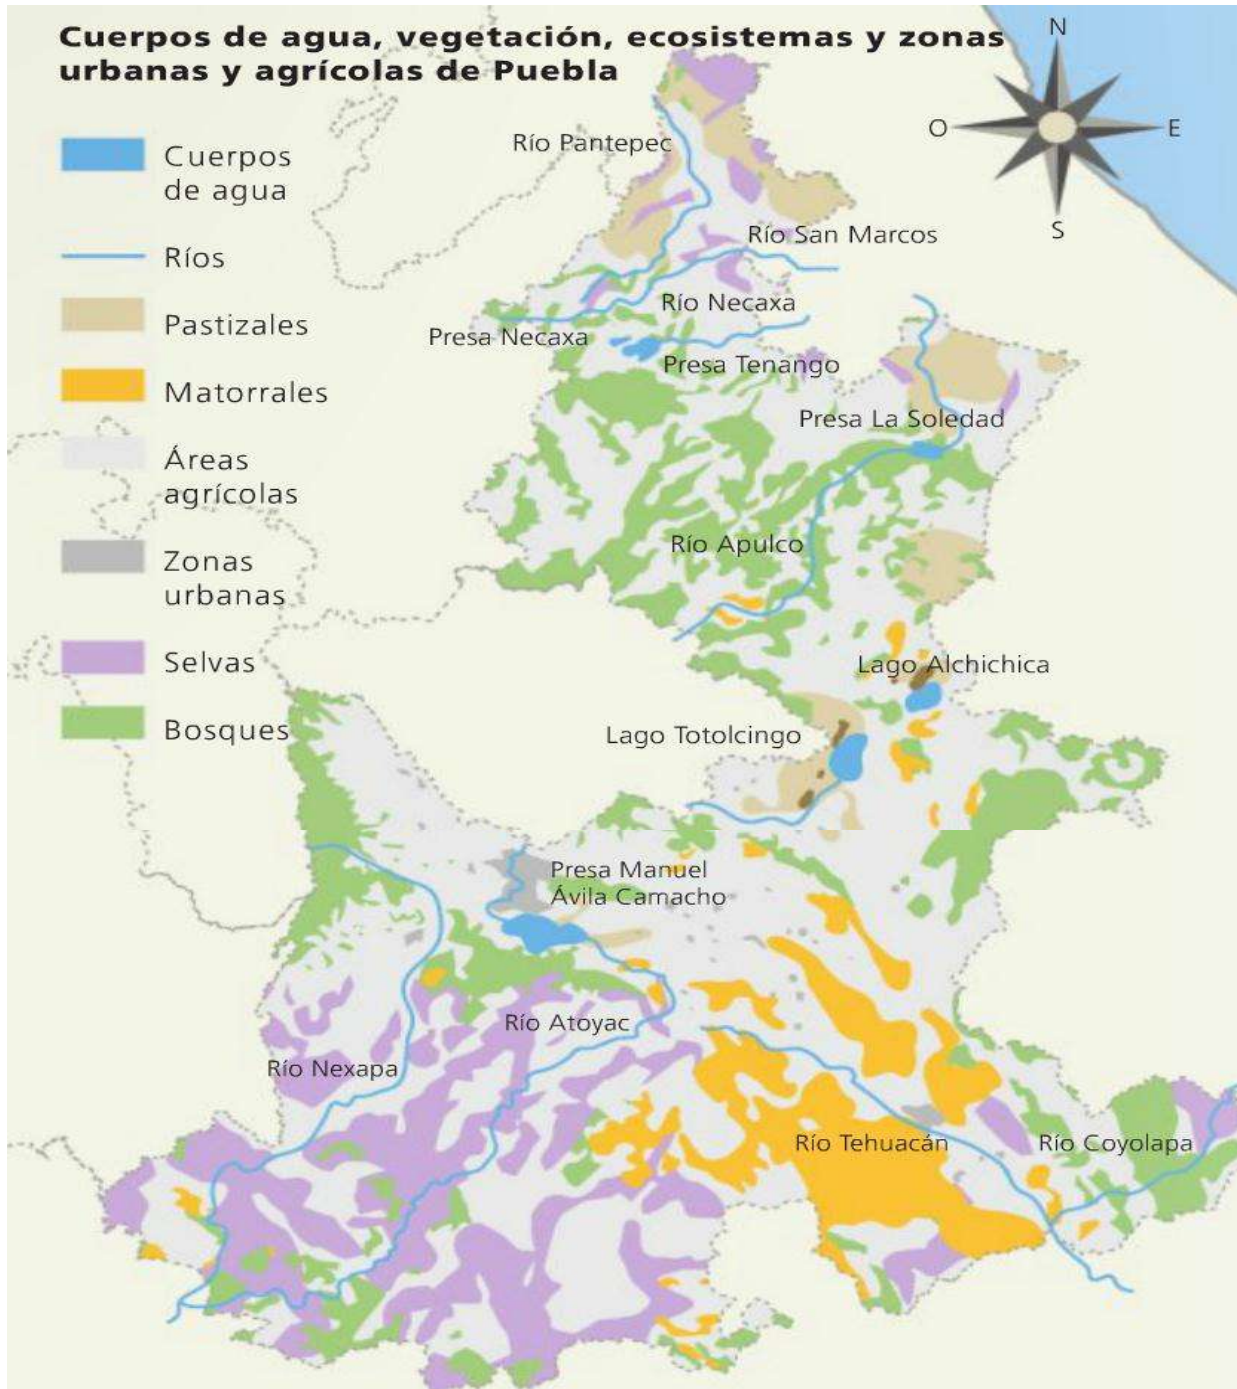 Cuerpos de agua, vegetación, ecosistemas y zonas
urbanas y agrícolas de Puebla
N
O
E
S
Cuerpos
de agua
Ríos
Pastizales
Matorrales
Áreas
agrícolas
Zonas
urbanas
Selvas
Bosques
Río Pantepec
Río San Marcos
Río Necaxa
Presa Necaxa
Presa Tenango
Presa La Soledad
Río Apulco
Lago Alchichica
Lago Totolcingo
Presa Manuel
Ávila Camacho
Río Atoyac
Río Nexapa
Río Tehuacán
Río Coyolapa